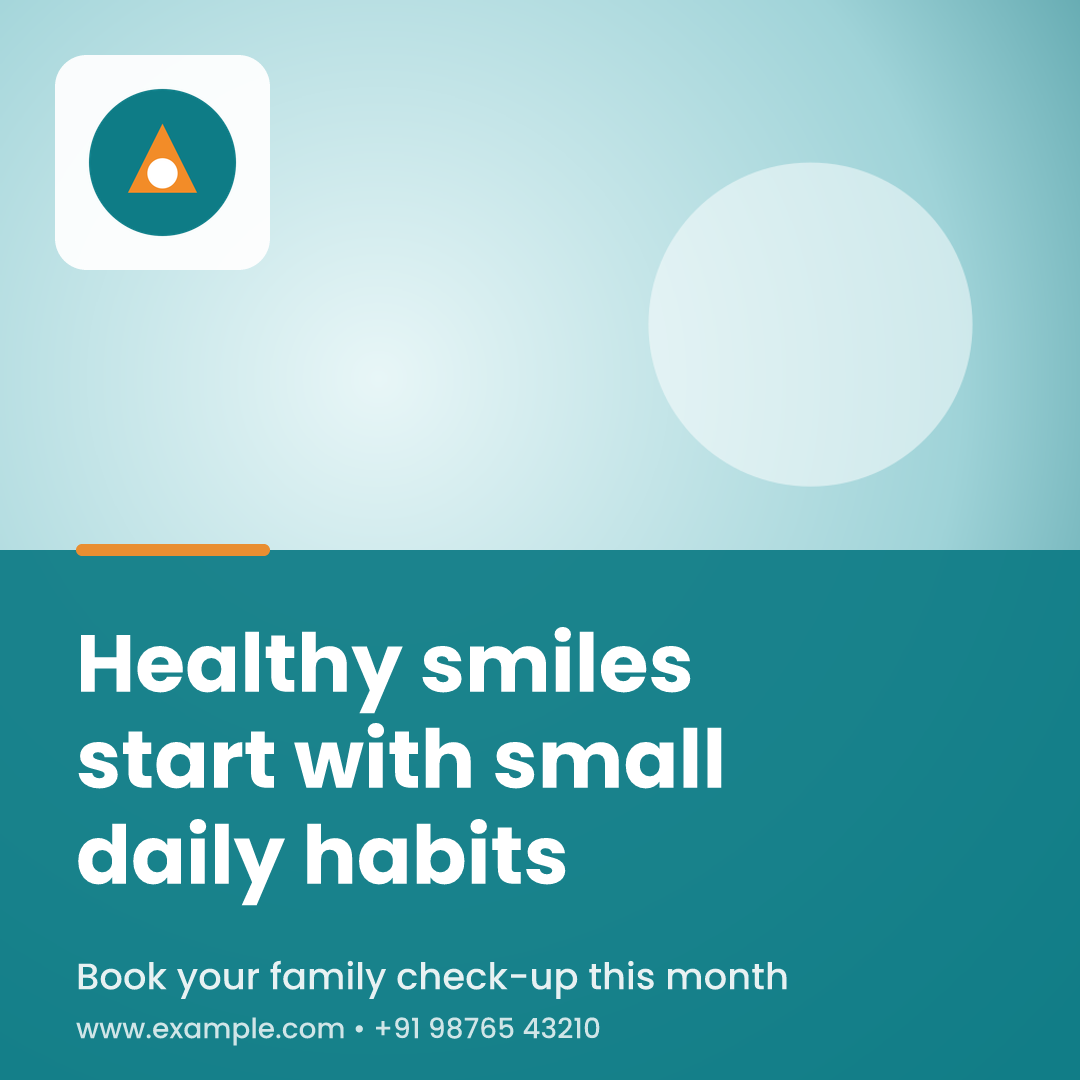 Healthy smiles
start with small
daily habits
Book your family check-up this month
www.example.com • +91 98765 43210